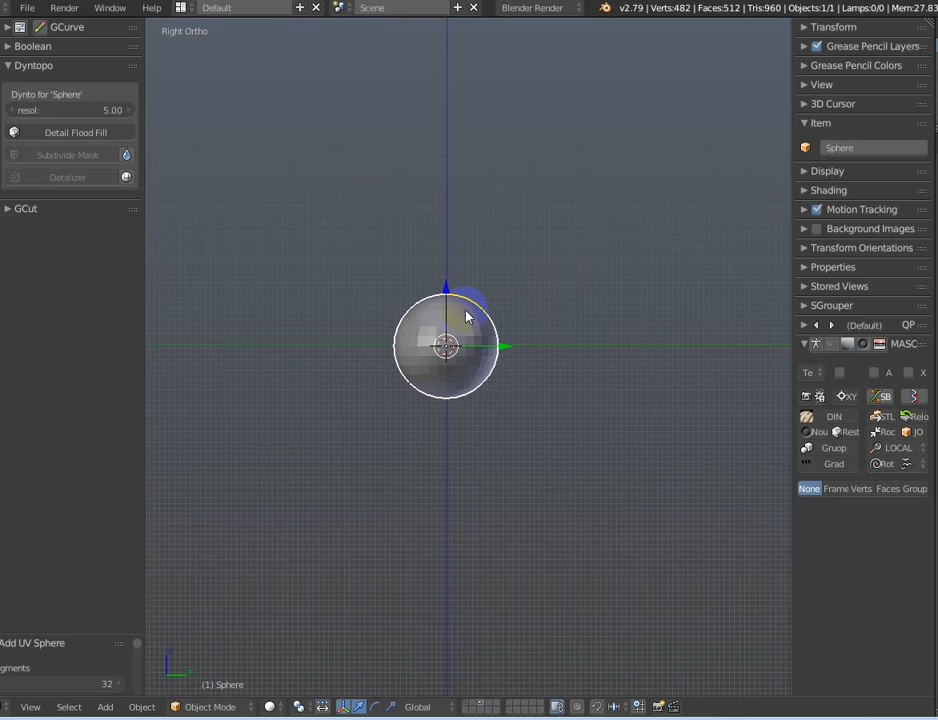 File Render Window Help Default Scene Blender Render v2.79 | Verts:482 | Faces:512 | Tris:960 | Objects:1/1 | Lamps:0/0 | Mem:27.83
GCurve
Boolean
Dyntopo
Dynto for 'Sphere'
resol: 5.00
Detail Flood Fill
Subdivide Mask
Detalizer
GCut
Add UV Sphere
gments
32
Right Ortho
(1) Sphere
Transform
Grease Pencil Layers
Grease Pencil Colors
View
3D Cursor
Item
Sphere
Display
Shading
Motion Tracking
Background Images
Transform Orientations
Properties
Stored Views
SGrouper
(Default) QP
MASC
Te A X
XY SB
DIN STL Relo
Nou Rest Roc JO
Gruop LOCAL
Grad Rot
None Frame Verts Faces Group
View Select Add Object Object Mode Global